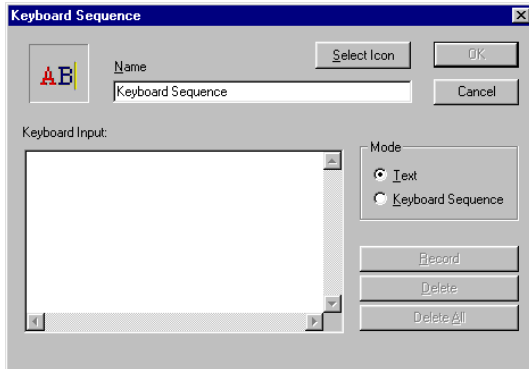 Keyboard Sequence
Select Icon
OK
AB
Name
Keyboard Sequence
Cancel
Keyboard Input:
Mode
Text
Keyboard Sequence
Record
Delete
Delete All